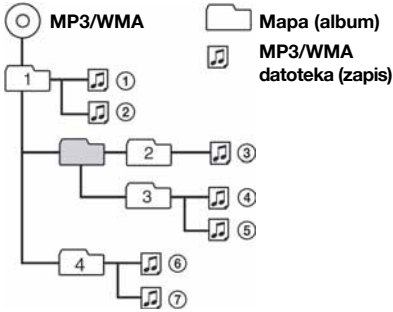 MP3/WMA
Mapa (album)
MP3/WMA
datoteka (zapis)
1
①
②
2
③
3
④
⑤
4
⑥
⑦